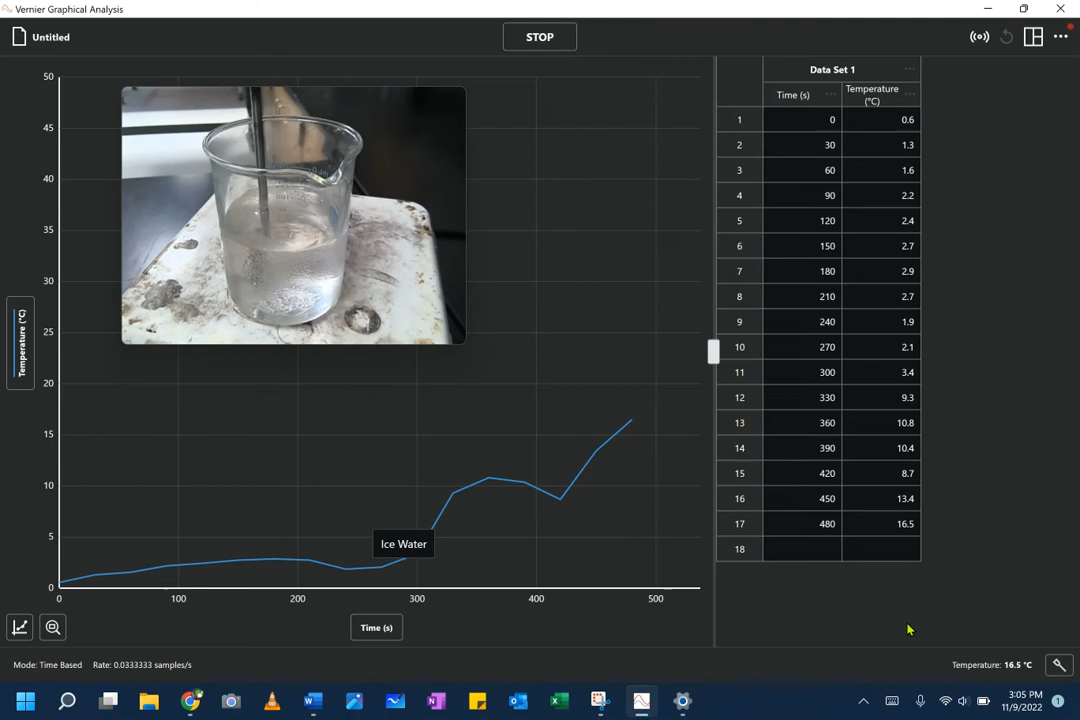 Vernier Graphical Analysis
Untitled
STOP
Data Set 1
Time (s) Temperature (°C)
1 0 0.6
2 30 1.3
3 60 1.6
4 90 2.2
5 120 2.4
6 150 2.7
7 180 2.9
8 210 2.7
9 240 1.9
10 270 2.1
11 300 3.4
12 330 9.3
13 360 10.8
14 390 10.4
15 420 8.7
16 450 13.4
17 480 16.5
18
50
45
40
35
30
25
20
15
10
5
0
Temperature (°C)
Ice Water
0 100 200 300 400 500
Time (s)
Mode: Time Based Rate: 0.0333333 samples/s
Temperature: 16.5 °C
3:05 PM
11/9/2022
1